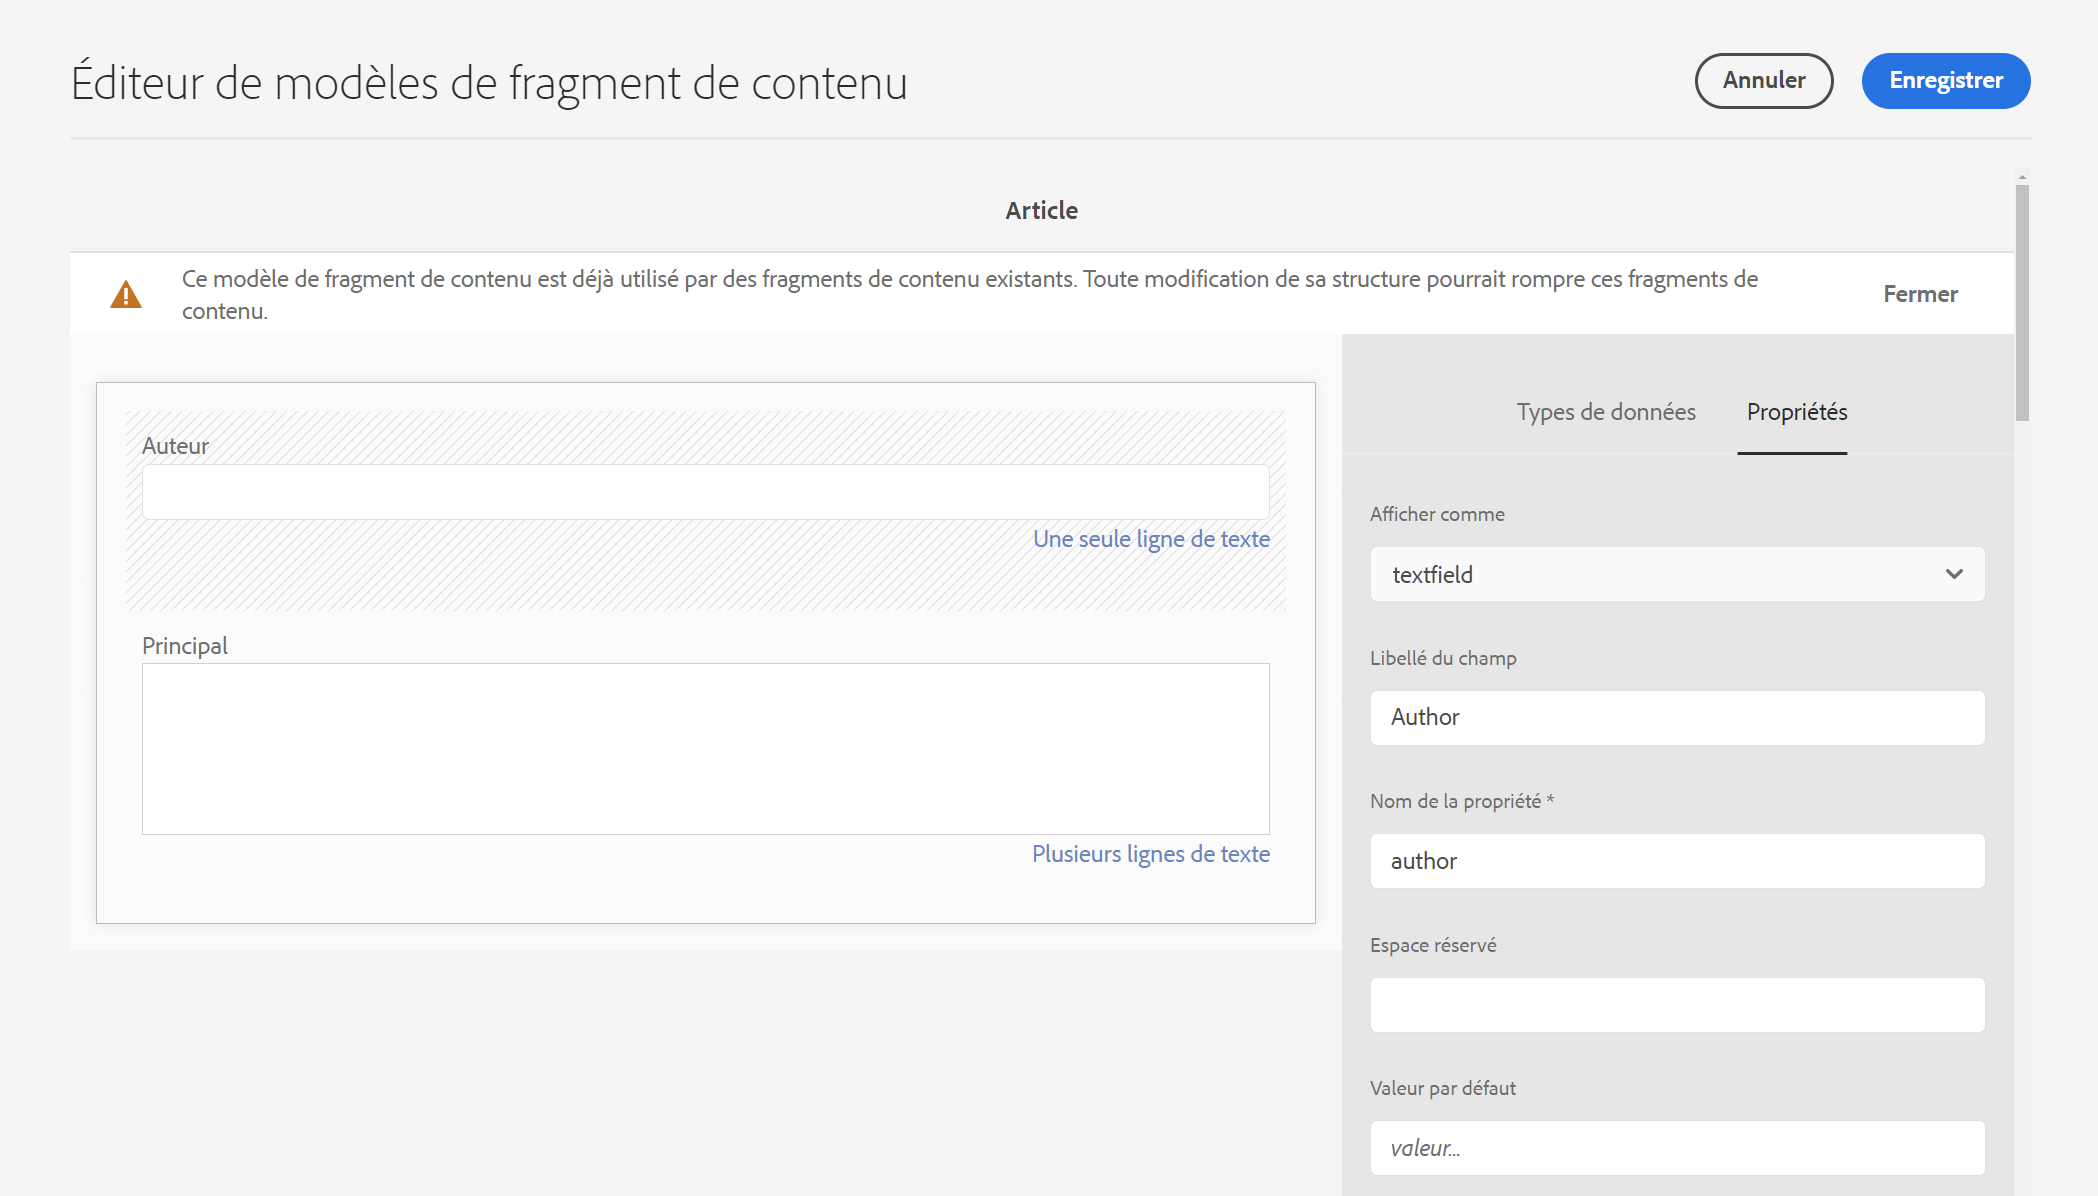 Éditeur de modèles de fragment de contenu
Annuler
Enregistrer
Article
Ce modèle de fragment de contenu est déjà utilisé par des fragments de contenu existants. Toute modification de sa structure pourrait rompre ces fragments de
contenu.
Fermer
Auteur
Une seule ligne de texte
Principal
Plusieurs lignes de texte
Types de données
Propriétés
Afficher comme
textfield
Libellé du champ
Author
Nom de la propriété *
author
Espace réservé
Valeur par défaut
valeur...